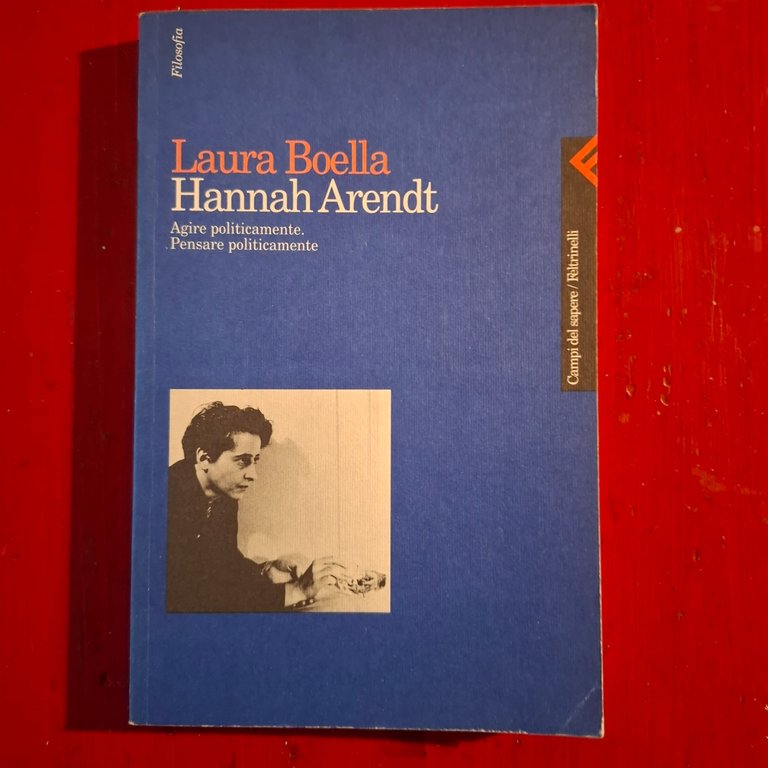 Filosofia
Laura Boella
Hannah Arendt
Agire politicamente.
Pensare politicamente
Campi del sapere / Feltrinelli